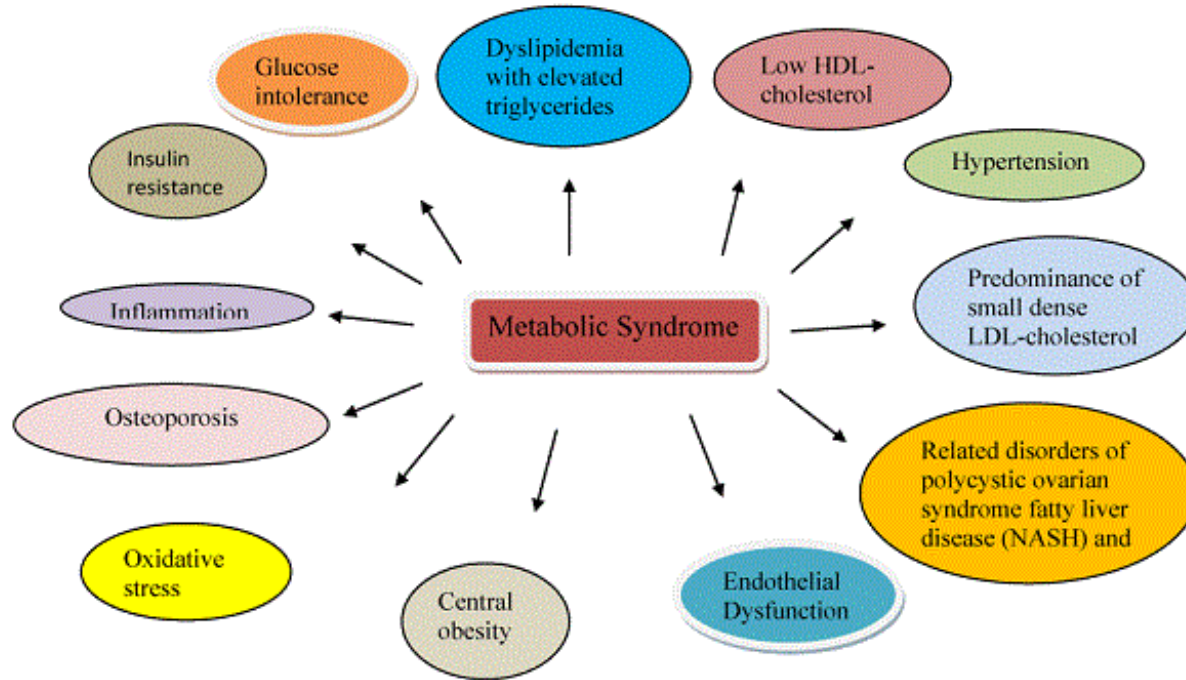 Glucose
intolerance
Dyslipidemia
with elevated
triglycerides
Low HDL-
cholesterol
Insulin
resistance
Hypertension
Inflammation
Metabolic Syndrome
Predominance of
small dense
LDL-cholesterol
Osteoporosis
Related disorders of
polycystic ovarian
syndrome fatty liver
disease (NASH) and
Oxidative
stress
Central
obesity
Endothelial
Dysfunction